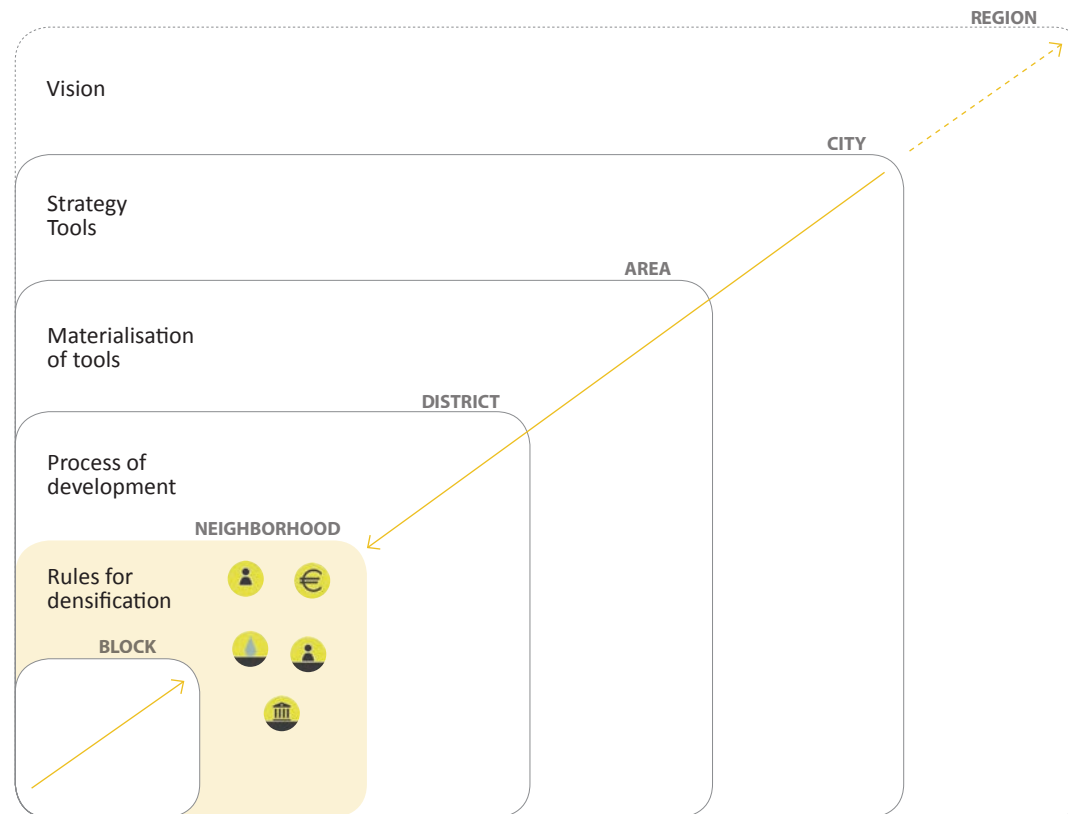 REGION
Vision
CITY
Strategy
Tools
AREA
Materialisation
of tools
DISTRICT
Process of
development
NEIGHBORHOOD
Rules for
densification
€
BLOCK